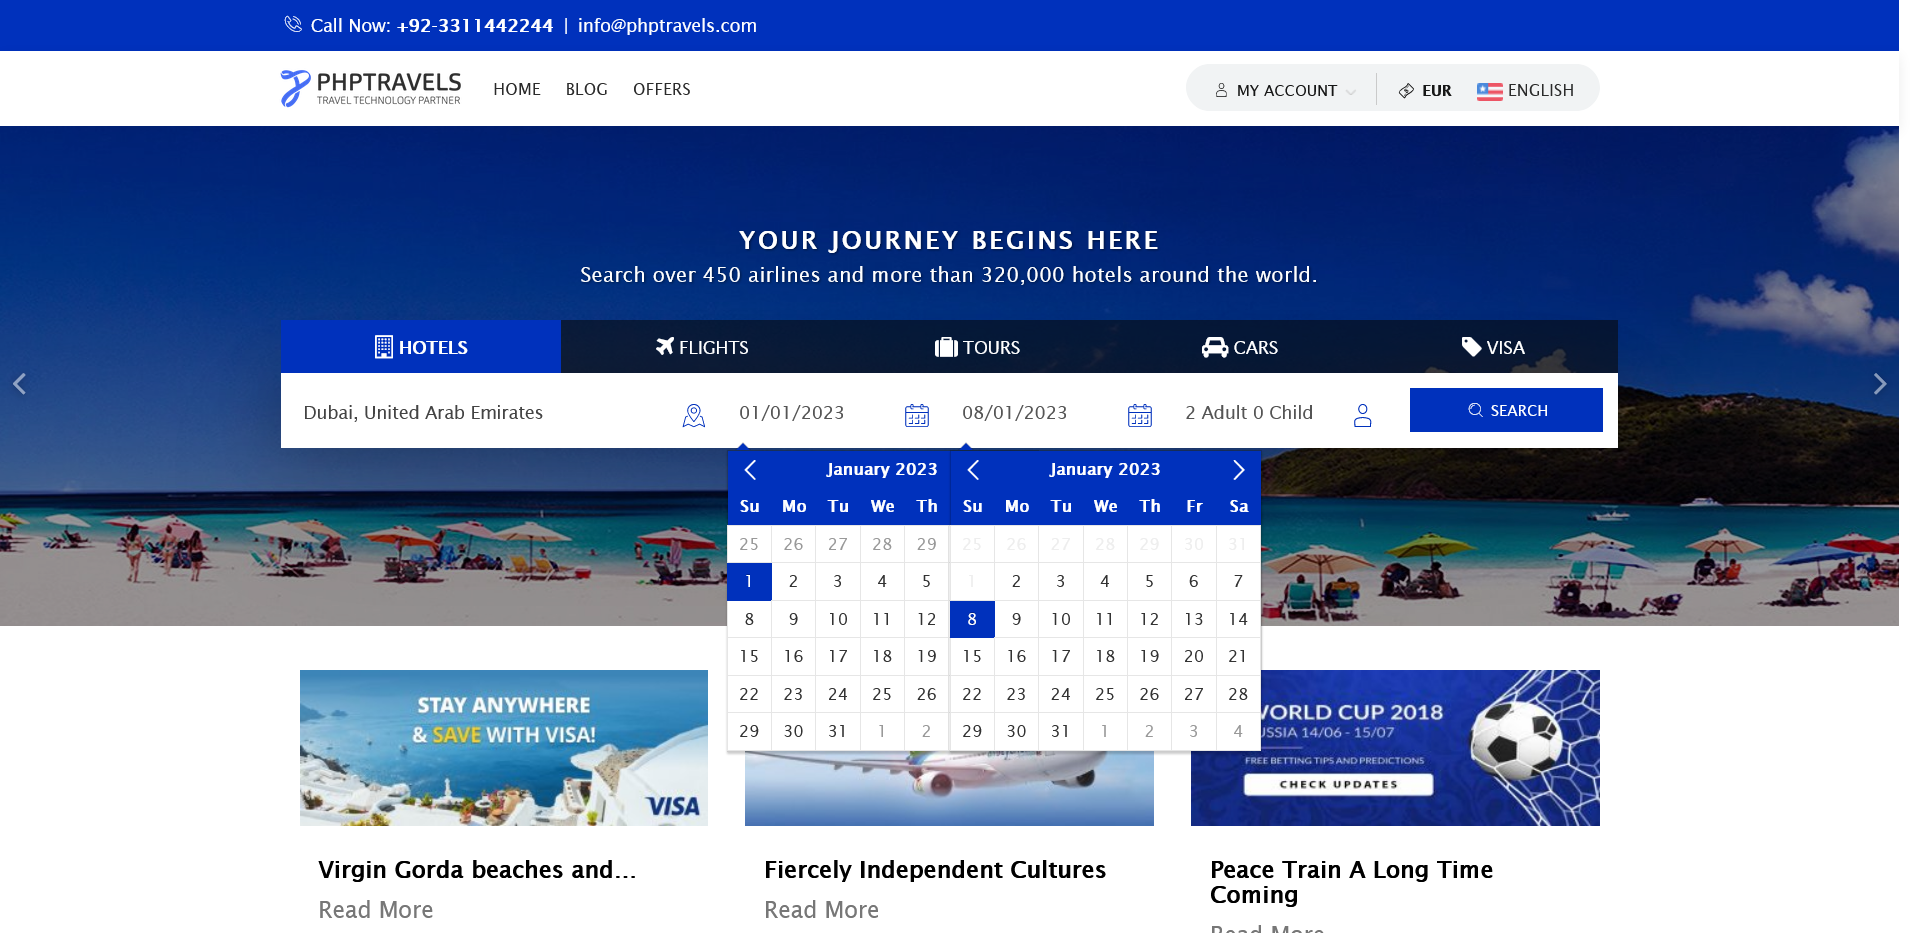 Call Now: +92-3311442244 | info@phptravels.com
PHPTRAVELS
TRAVEL TECHNOLOGY PARTNER
HOME BLOG OFFERS
MY ACCOUNT EUR ENGLISH
YOUR JOURNEY BEGINS HERE
Search over 450 airlines and more than 320,000 hotels around the world.
HOTELS FLIGHTS TOURS CARS VISA
Dubai, United Arab Emirates 01/01/2023 08/01/2023 2 Adult 0 Child SEARCH
January 2023 January 2023
Su Mo Tu We Th Su Mo Tu We Th Fr Sa
25 26 27 28 29 25 26 27 28 29 30 31
1 2 3 4 5 1 2 3 4 5 6 7
8 9 10 11 12 8 9 10 11 12 13 14
15 16 17 18 19 15 16 17 18 19 20 21
22 23 24 25 26 22 23 24 25 26 27 28
29 30 31 1 2 29 30 31 1 2 3 4
STAY ANYWHERE
& SAVE WITH VISA!
VISA
WORLD CUP 2018
RUSSIA 14/06 - 15/07
FREE BETTING TIPS AND PREDICTIONS
CHECK UPDATES
Virgin Gorda beaches and...
Read More
Fiercely Independent Cultures
Read More
Peace Train A Long Time
Coming
Read More